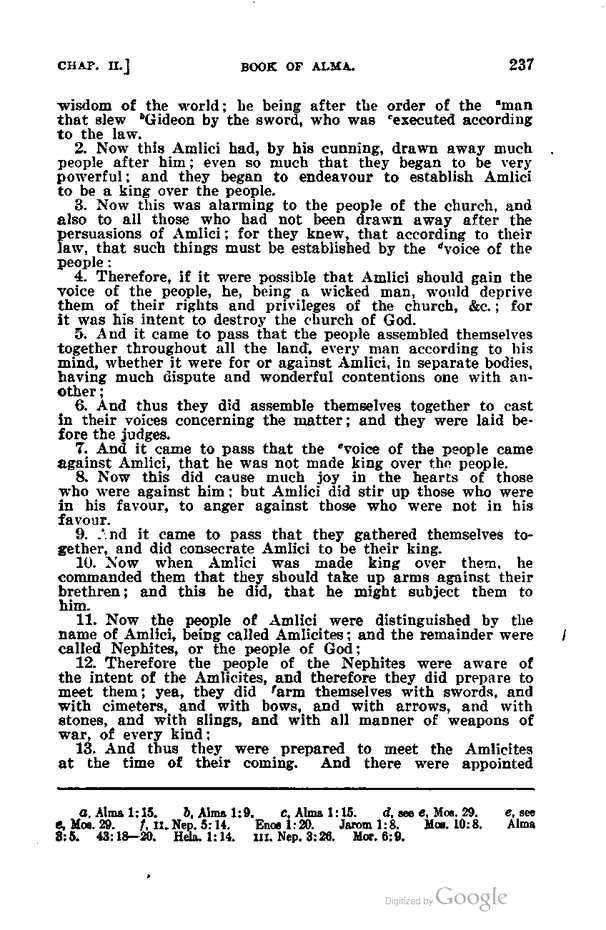 CHAP. II.] BOOK OF ALMA. 237
wisdom of the world; he being after the order of the ᵃman
that slew ᵇGideon by the sword, who was ᶜexecuted according
to the law.
2. Now this Amlici had, by his cunning, drawn away much
people after him; even so much that they began to be very
powerful; and they began to endeavour to establish Amlici
to be a king over the people.
3. Now this was alarming to the people of the church, and
also to all those who had not been drawn away after the
persuasions of Amlici; for they knew, that according to their
law, that such things must be established by the ᵈvoice of the
people:
4. Therefore, if it were possible that Amlici should gain the
voice of the people, he, being a wicked man, would deprive
them of their rights and privileges of the church, &c.; for
it was his intent to destroy the church of God.
5. And it came to pass that the people assembled themselves
together throughout all the land, every man according to his
mind, whether it were for or against Amlici, in separate bodies,
having much dispute and wonderful contentions one with an-
other;
6. And thus they did assemble themselves together to cast
in their voices concerning the matter; and they were laid be-
fore the judges.
7. And it came to pass that the ᵉvoice of the people came
against Amlici, that he was not made king over the people.
8. Now this did cause much joy in the hearts of those
who were against him; but Amlici did stir up those who were
in his favour, to anger against those who were not in his
favour.
9. And it came to pass that they gathered themselves to-
gether, and did consecrate Amlici to be their king.
10. Now when Amlici was made king over them, he
commanded them that they should take up arms against their
brethren; and this he did, that he might subject them to
him.
11. Now the people of Amlici were distinguished by the
name of Amlici, being called Amlicites; and the remainder were
called Nephites, or the people of God;
12. Therefore the people of the Nephites were aware of
the intent of the Amlicites, and therefore they did prepare to
meet them; yea, they did ᶠarm themselves with swords, and
with cimeters, and with bows, and with arrows, and with
stones, and with slings, and with all manner of weapons of
war, of every kind;
13. And thus they were prepared to meet the Amlicites
at the time of their coming. And there were appointed
a, Alma 1:15. b, Alma 1:9. c, Alma 1:15. d, see e, Mos. 29. e, see
e, Mos. 29. f, II. Nep. 5:14. Enos 1:20. Jarom 1:8. Mos. 10:8. Alma
3:5. 43:18—20. Hela. 1:14. III. Nep. 3:26. Mor. 6:9.
Digitized by Google